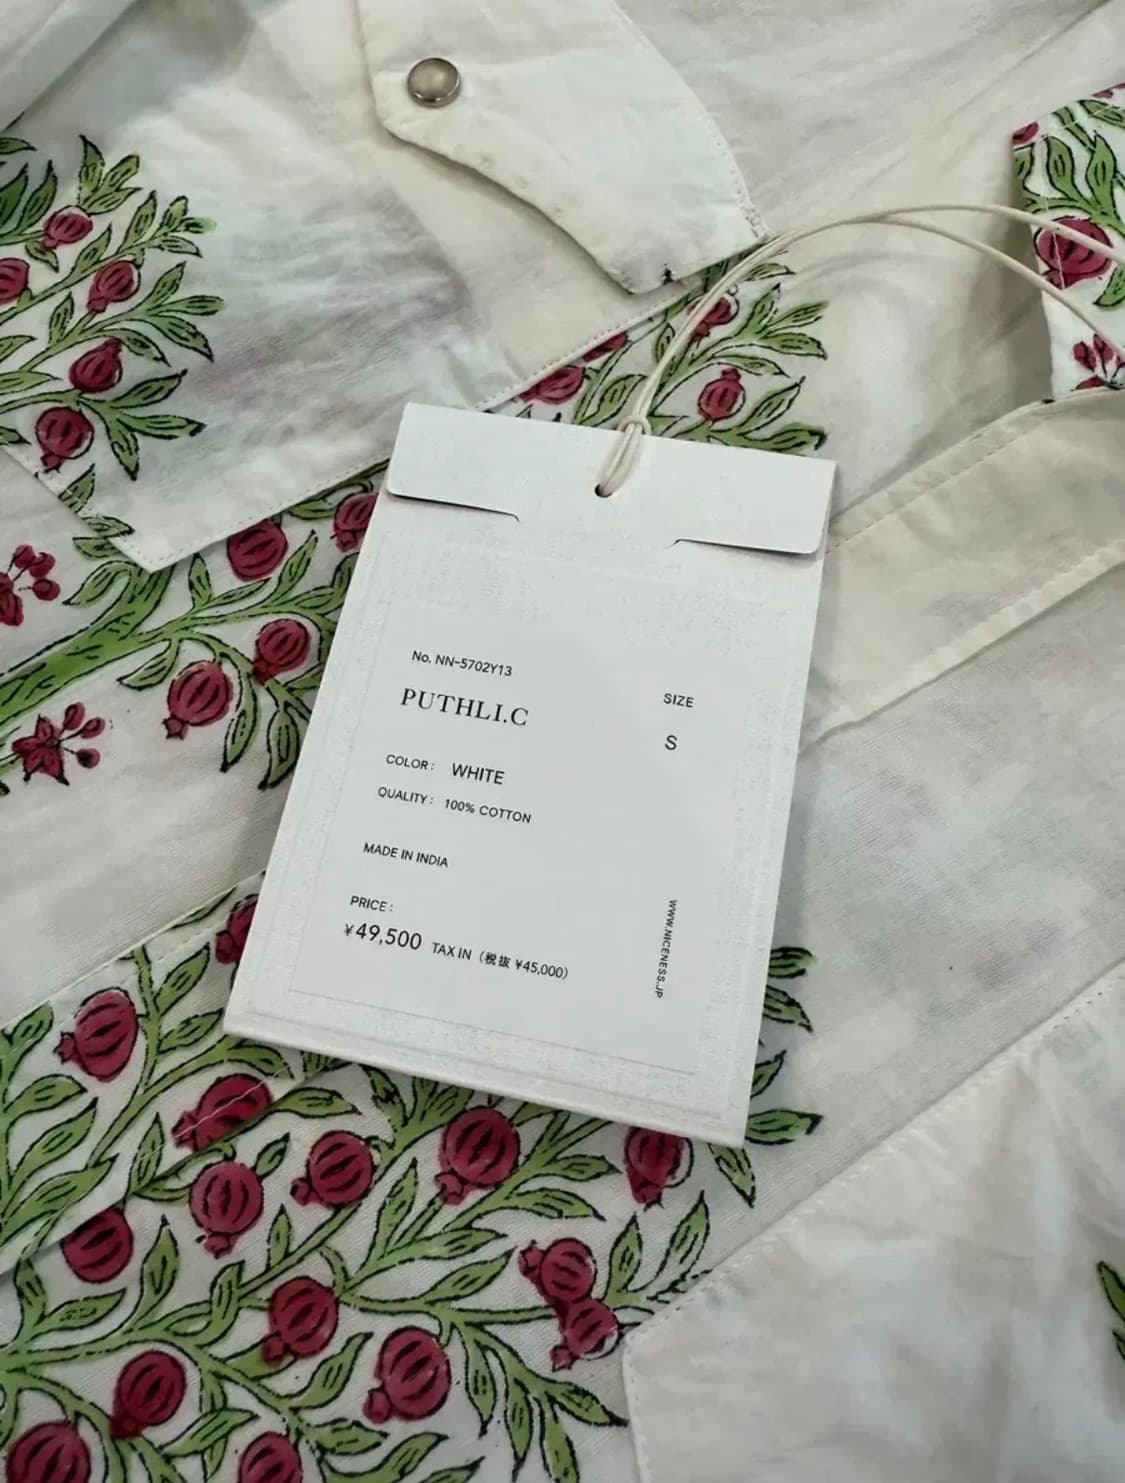 No. NN-5702Y13
PUTHLI.C
SIZE
S
COLOR : WHITE
QUALITY : 100% COTTON
MADE IN INDIA
PRICE :
¥49,500 TAX IN (税抜 ¥45,000)
WWW.NICENESS.JP